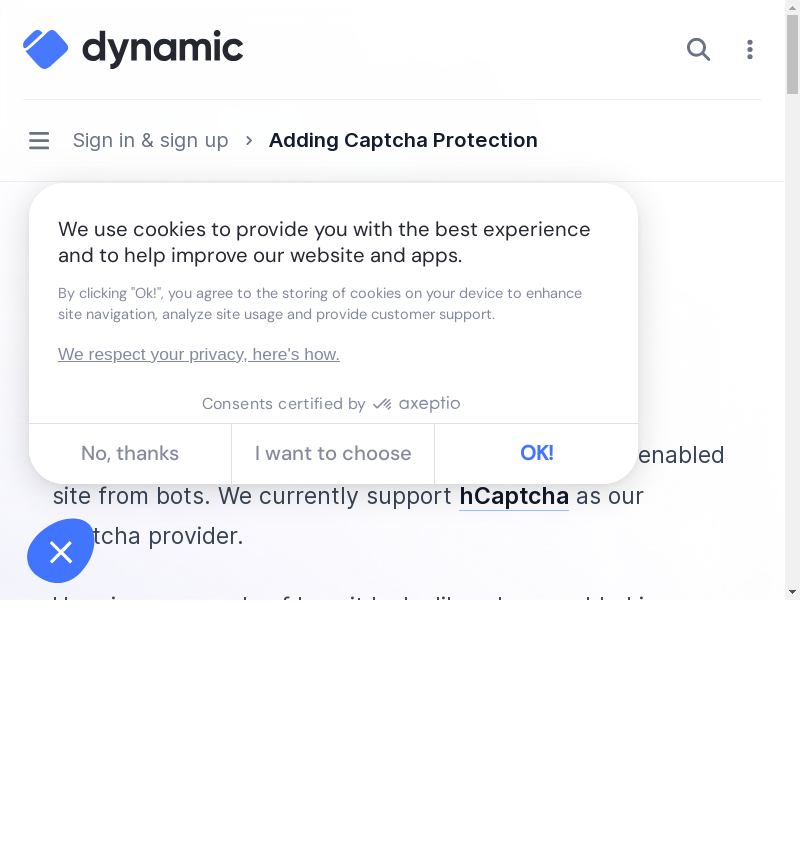 dynamic
Sign in & sign up > Adding Captcha Protection
We use cookies to provide you with the best experience
and to help improve our website and apps.
By clicking "Ok!", you agree to the storing of cookies on your device to enhance
site navigation, analyze site usage and provide customer support.
We respect your privacy, here's how.
Consents certified by axeptio
No, thanks I want to choose OK!
enabled
site from bots. We currently support hCaptcha as our
tcha provider.